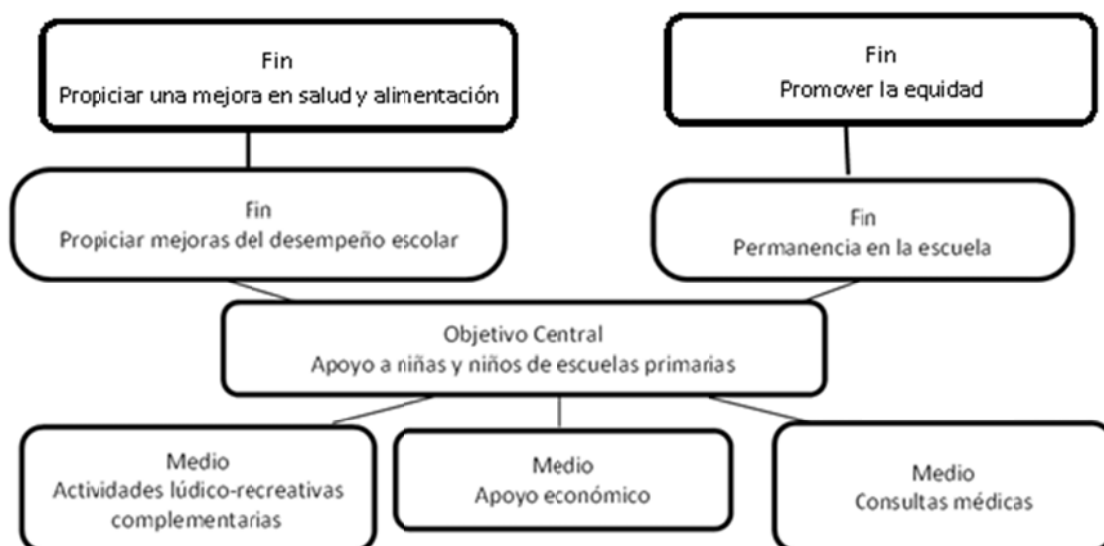 Fin
Propiciar una mejora en salud y alimentación
Fin
Promover la equidad
Fin
Propiciar mejoras del desempeño escolar
Fin
Permanencia en la escuela
Objetivo Central
Apoyo a niñas y niños de escuelas primarias
Medio
Actividades lúdico-recreativas
complementarias
Medio
Apoyo económico
Medio
Consultas médicas